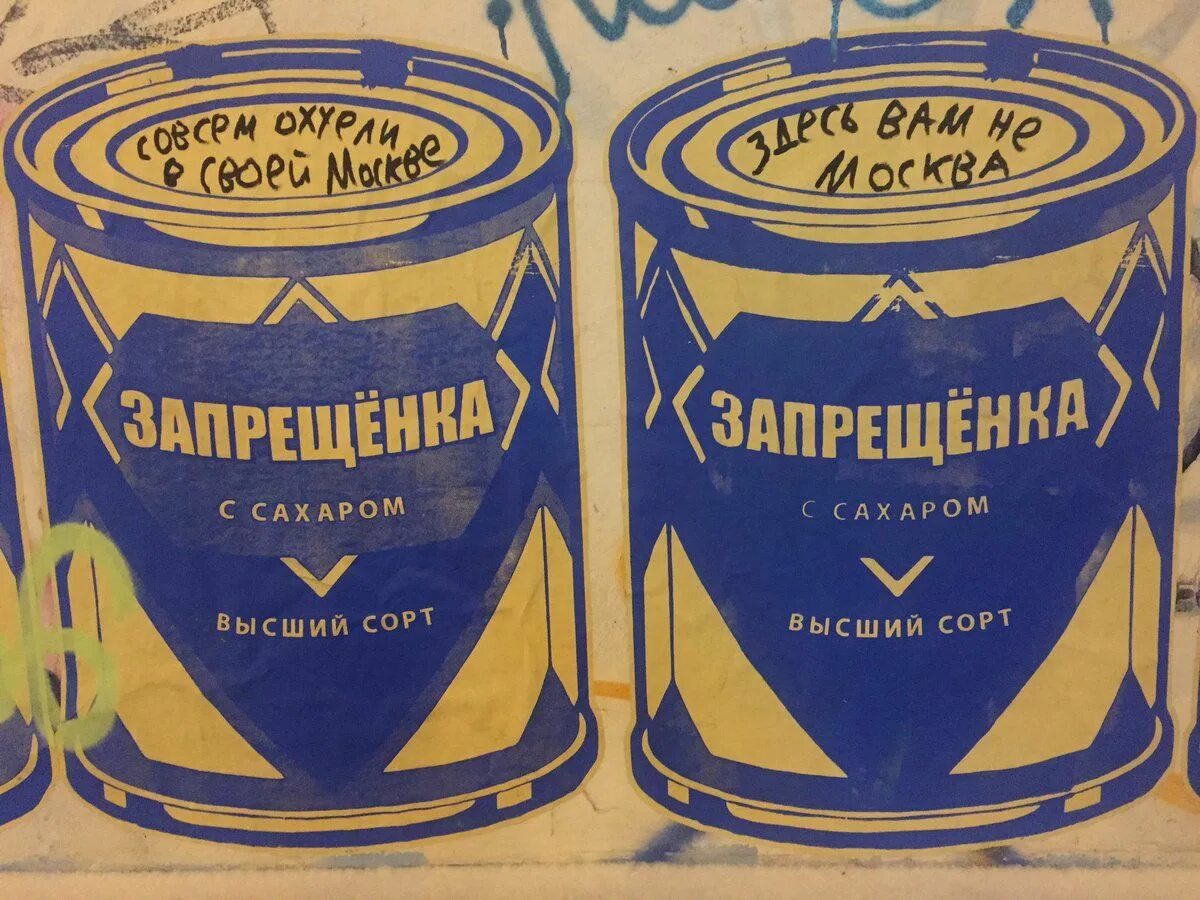 совсем охуели
в своей Москве
ЗАПРЕЩЁНКА
С САХАРОМ
ВЫСШИЙ СОРТ
Здесь ВАМ не
МОСКВА
ЗАПРЕЩЁНКА
С САХАРОМ
ВЫСШИЙ СОРТ